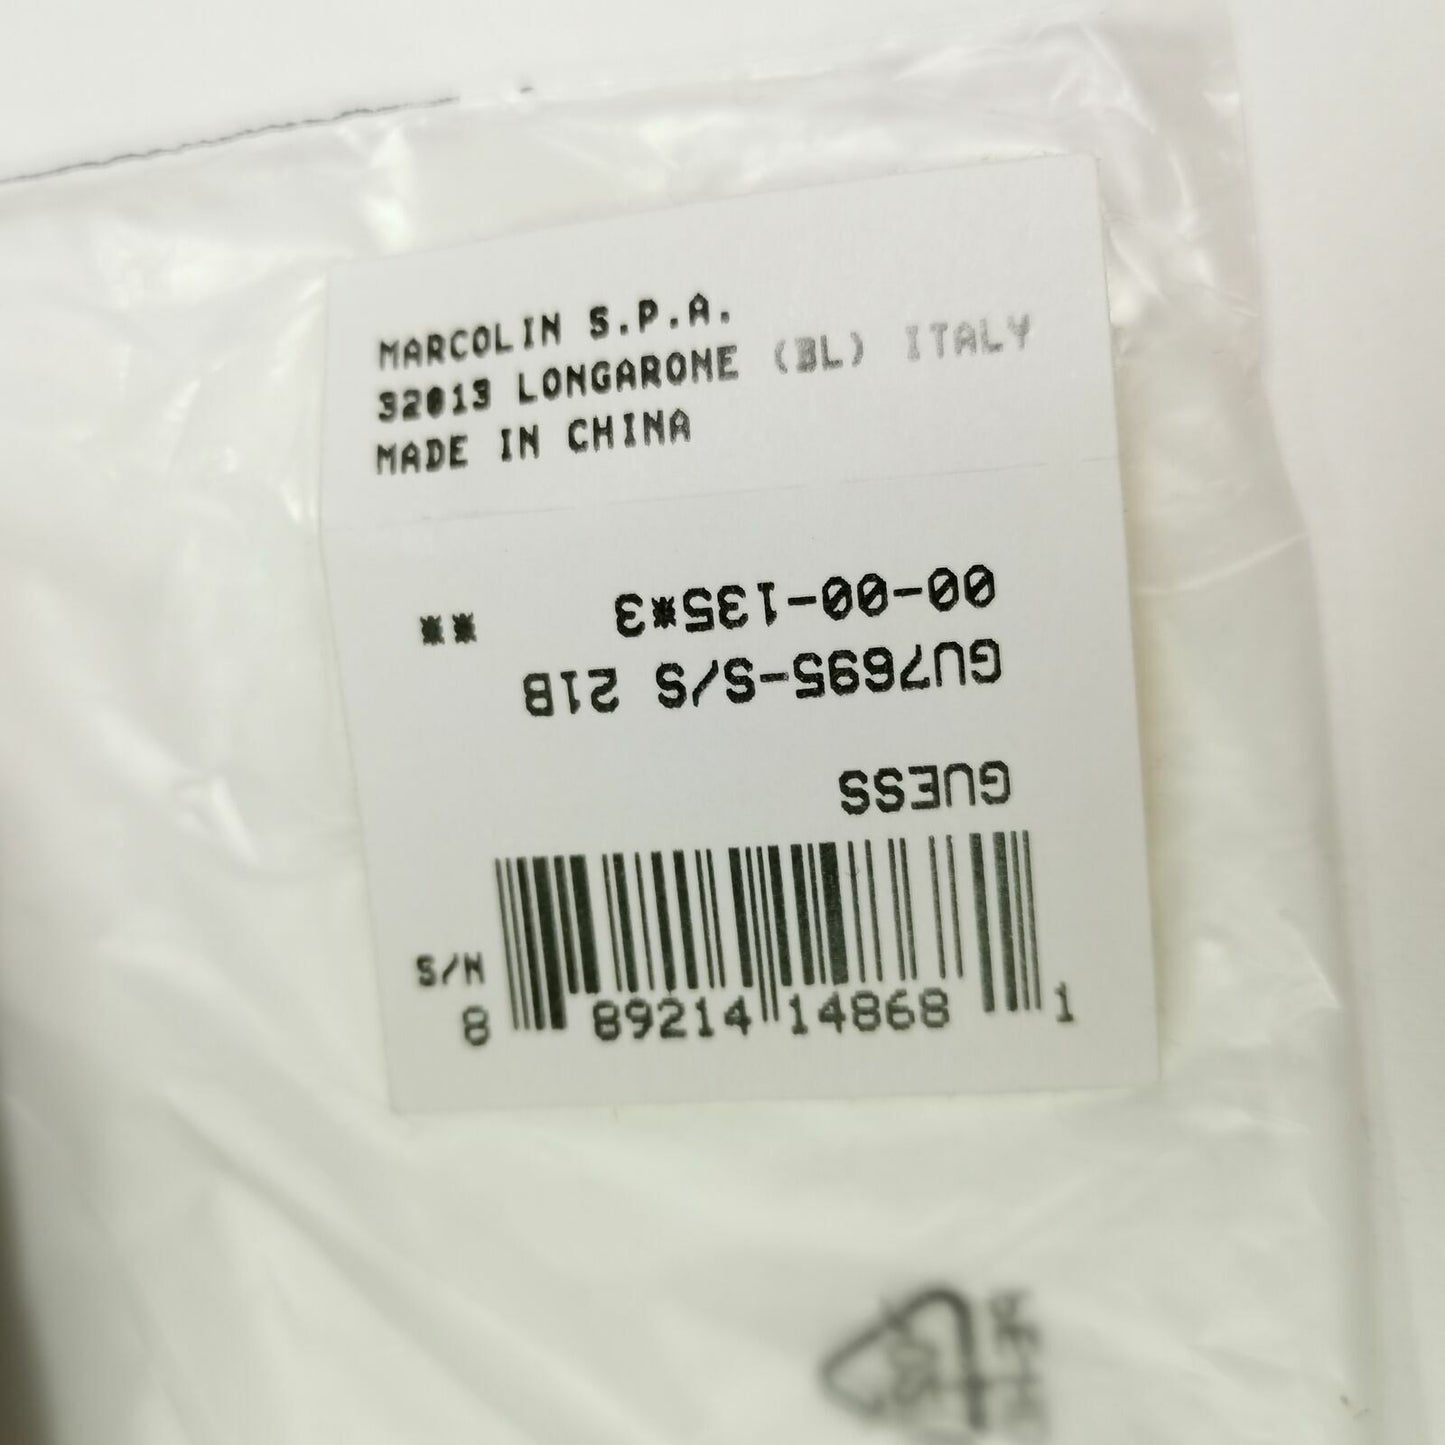 MARCOLIN S.P.A.
32013 LONGARONE (BL) ITALY
MADE IN CHINA
GUESS
GU7695-S/S 21B
00-00-135*3 **
S/N
8 89214 14868 1